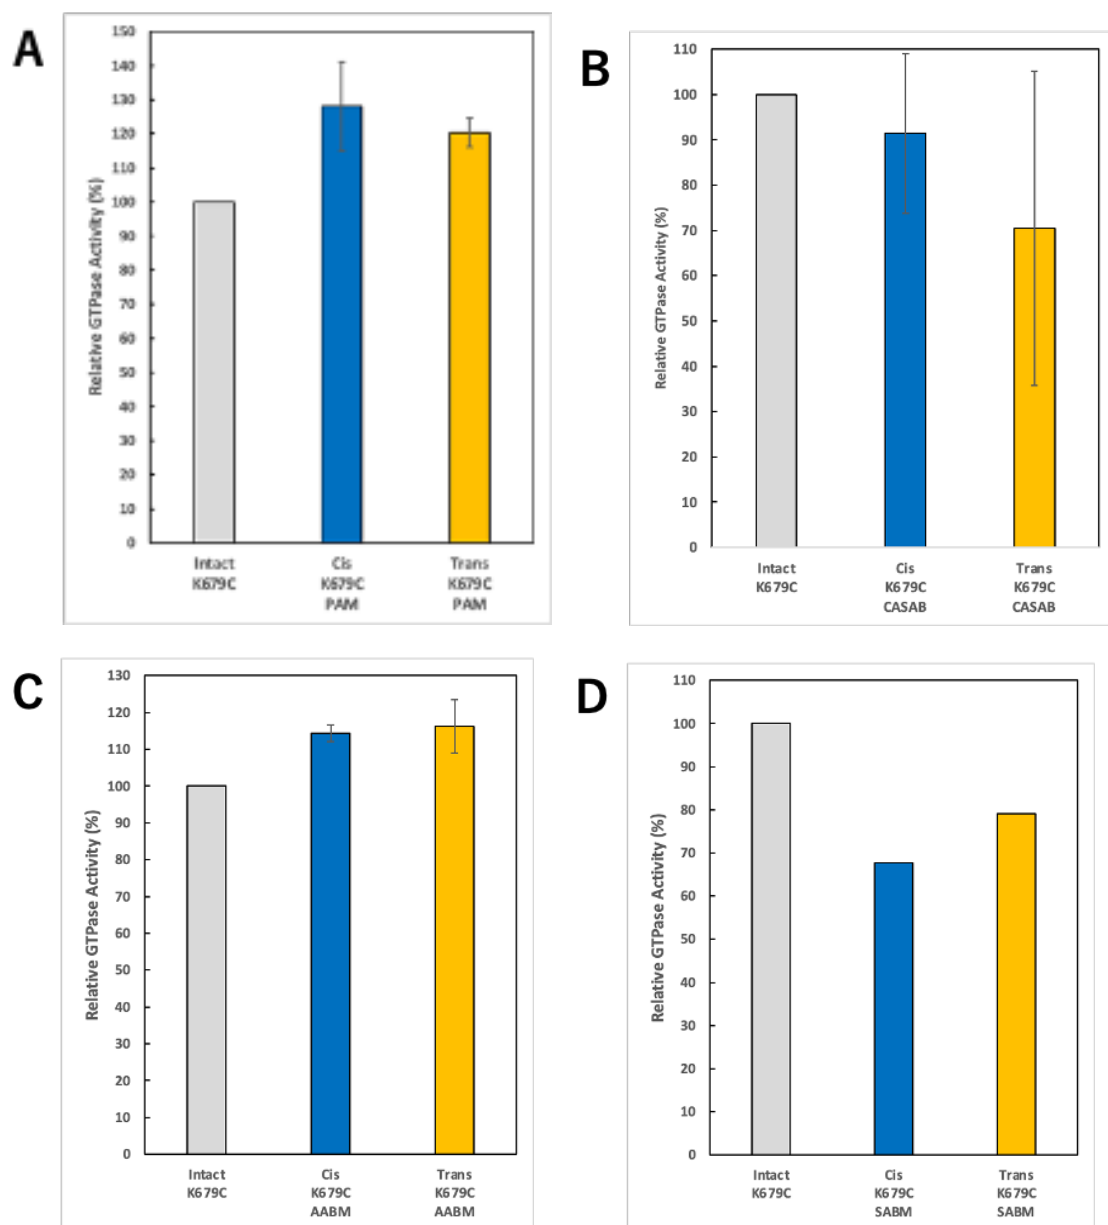 A
Relative GTPase Activity (%)
150
140
130
120
110
100
90
80
70
60
50
40
30
20
10
0
Intact
K679C
Cis
K679C
PAM
Trans
K679C
PAM
B
Relative GTPase Activity (%)
110
100
90
80
70
60
50
40
30
20
10
0
Intact
K679C
Cis
K679C
CASAB
Trans
K679C
CASAB
C
Relative GTPase Activity (%)
130
120
110
100
90
80
70
60
50
40
30
20
10
0
Intact
K679C
Cis
K679C
AABM
Trans
K679C
AABM
D
Relative GTPase Activity (%)
110
100
90
80
70
60
50
40
30
20
10
0
Intact
K679C
Cis
K679C
SABM
Trans
K679C
SABM